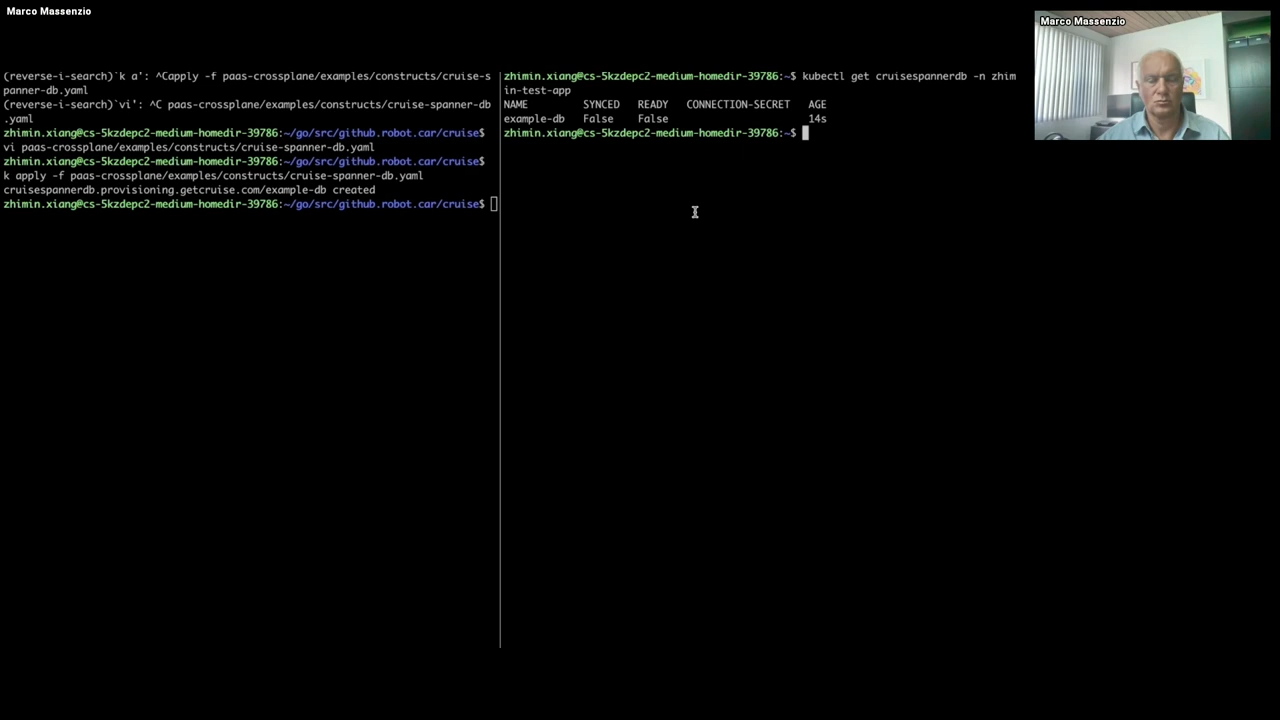 Marco Massenzio
Marco Massenzio
(reverse-i-search)`k a': ^Capply -f paas-crossplane/examples/constructs/cruise-s
panner-db.yaml
(reverse-i-search)`vi': ^C paas-crossplane/examples/constructs/cruise-spanner-db
.yaml
zhimin.xiang@cs-5kzdepc2-medium-homedir-39786:~/go/src/github.robot.car/cruise$
vi paas-crossplane/examples/constructs/cruise-spanner-db.yaml
zhimin.xiang@cs-5kzdepc2-medium-homedir-39786:~/go/src/github.robot.car/cruise$
k apply -f paas-crossplane/examples/constructs/cruise-spanner-db.yaml
cruisespannerdb.provisioning.getcruise.com/example-db created
zhimin.xiang@cs-5kzdepc2-medium-homedir-39786:~/go/src/github.robot.car/cruise$
zhimin.xiang@cs-5kzdepc2-medium-homedir-39786:~$ kubectl get cruisespannerdb -n zhim
in-test-app
NAME SYNCED READY CONNECTION-SECRET AGE
example-db False False 14s
zhimin.xiang@cs-5kzdepc2-medium-homedir-39786:~$